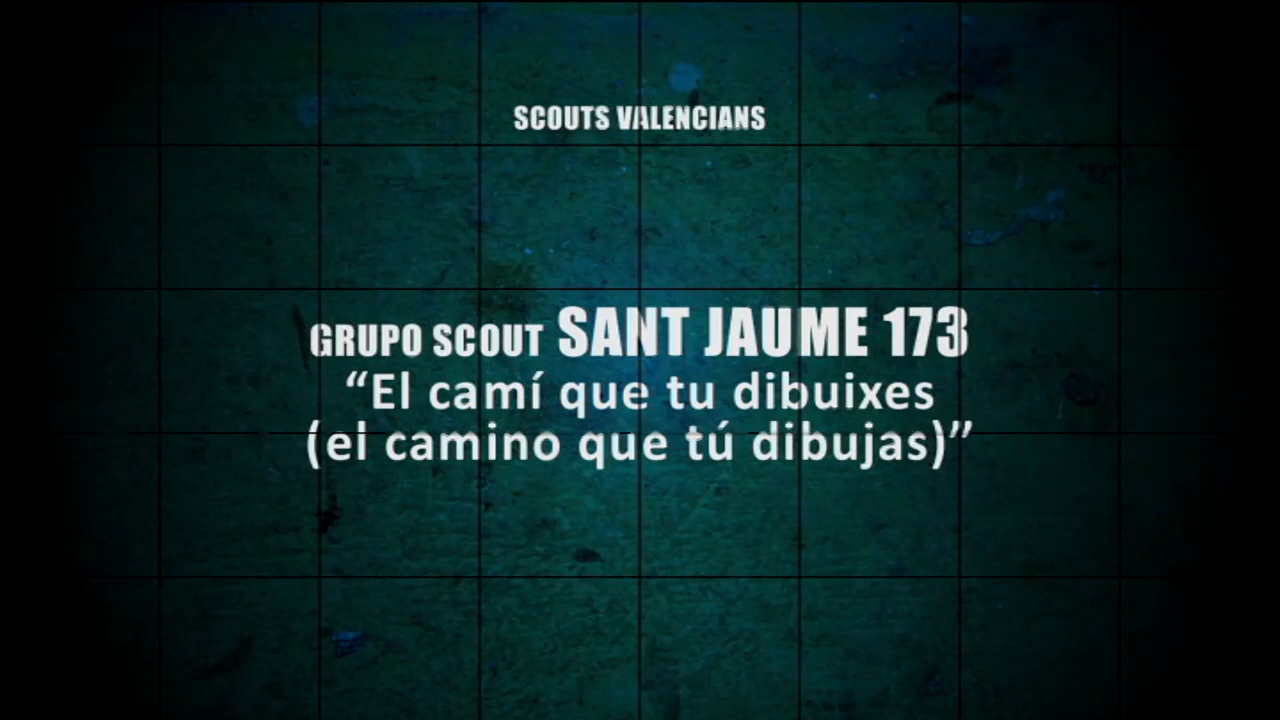 SCOUTS VALENCIANS
GRUPO SCOUT SANT JAUME 173
“El camí que tu dibuixes
(el camino que tú dibujas)”